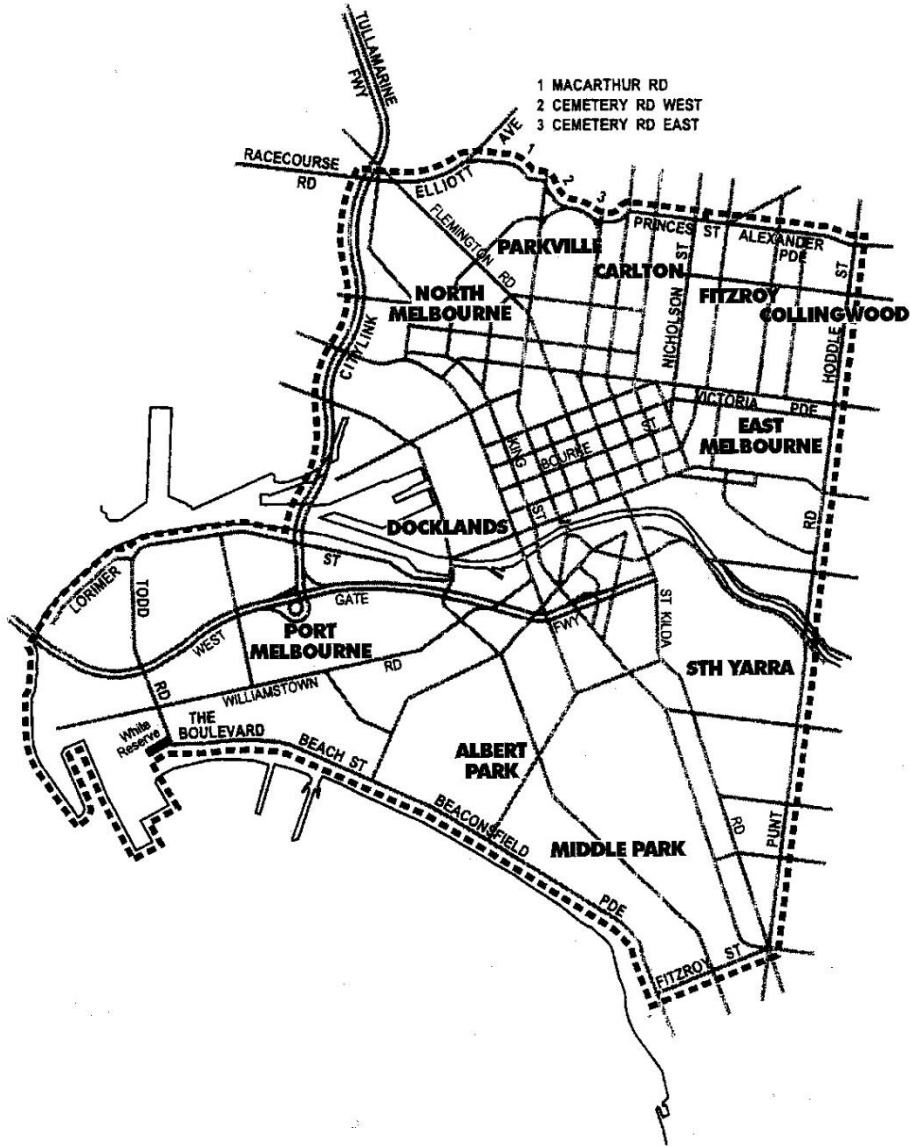 TULLAMARINE
FWY
1 MACARTHUR RD
2 CEMETERY RD WEST
3 CEMETERY RD EAST
AVE
RACECOURSE
RD
ELLIOTT
1
2
3
FLEMINGTON
RD
PRINCES ST
ALEXANDER
PDE
ST
PARKVILLE
CARLTON
NORTH
MELBOURNE
FITZROY
COLLINGWOOD
NICHOLSON
ST
HODDLE
CITYLINK
VICTORIA
PDE
EAST
MELBOURNE
KING
ST
BOURKE
ST
RD
DOCKLANDS
LORIMER
ST
TODD
RD
WEST
GATE
FWY
PORT
MELBOURNE
ST KILDA
RD
STH YARRA
WILLIAMSTOWN
RD
White
Reserve
THE
BOULEVARD
BEACH ST
ALBERT
PARK
BEACONSFIELD
PDE
MIDDLE PARK
PUNT
FITZROY ST